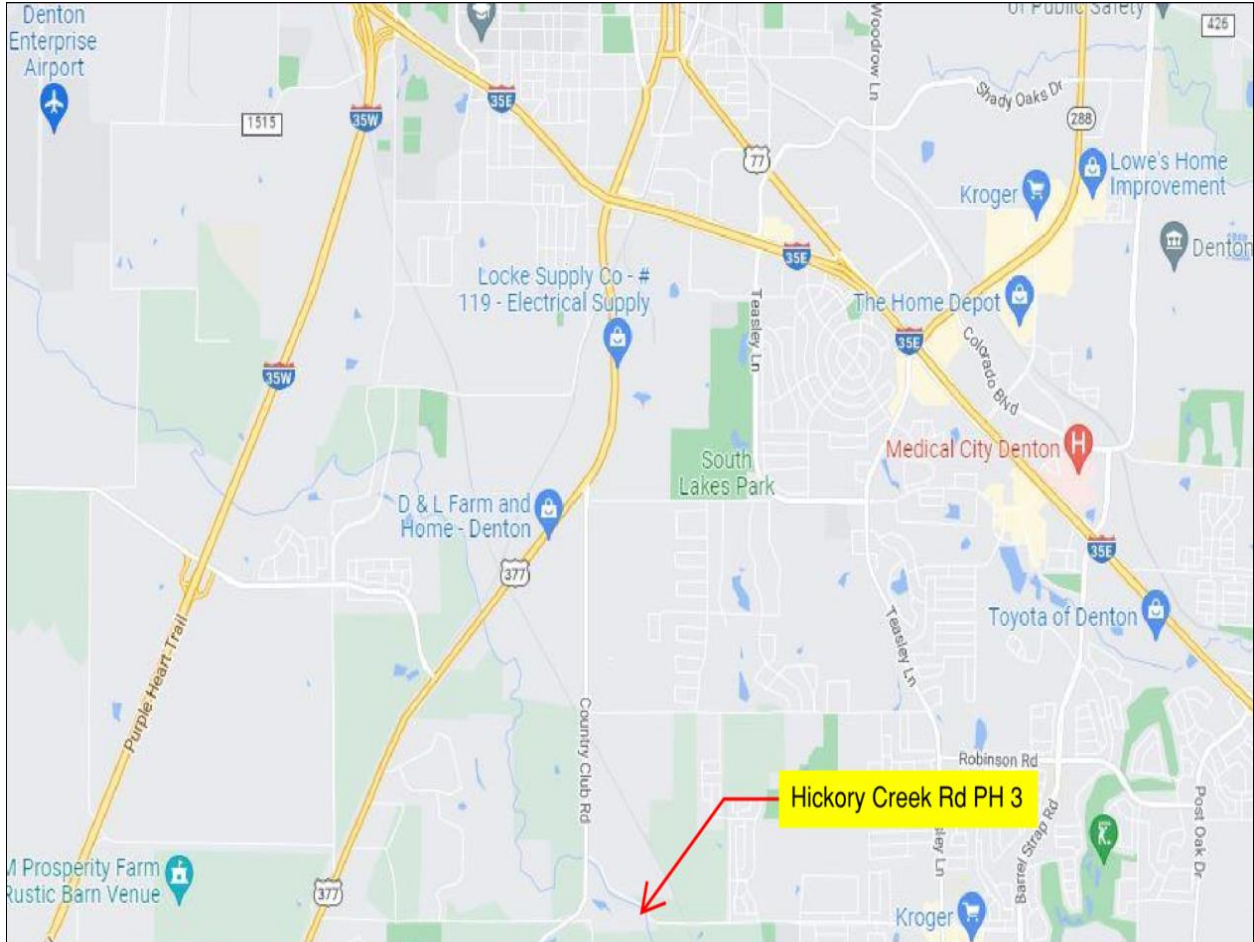 Denton
Enterprise
Airport
Woodrow Ln
of Public Safety
426
35E
35W
1515
Shady Oaks Dr
288
77
Kroger
Lowe's Home
Improvement
Denton
35E
Locke Supply Co - #
119 - Electrical Supply
Teasley Ln
The Home Depot
35E
Colorado Blvd
35W
South
Lakes Park
Medical City Denton
H
D & L Farm and
Home - Denton
377
35E
Toyota of Denton
Teasley Ln
Purple Heart Trail
Country Club Rd
Robinson Rd
Hickory Creek Rd PH 3
Post Oak Dr
sley Ln
Barrel Strap Rd
M Prosperity Farm
Rustic Barn Venue
377
Kroger